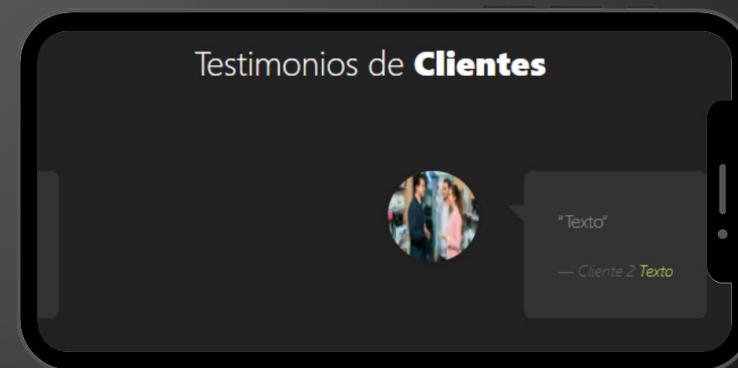 Testimonios de Clientes
"Texto"
— Cliente 2 Texto